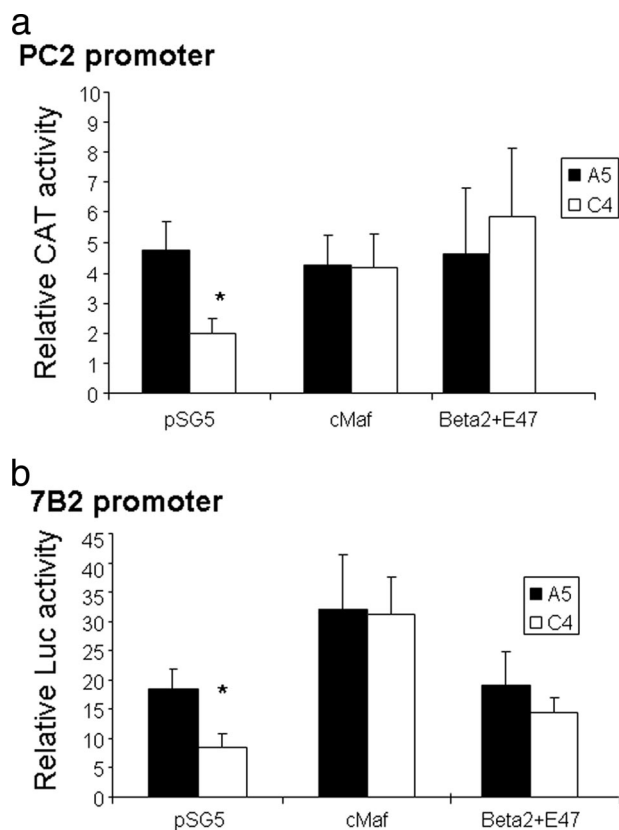 a
PC2 promoter
Relative CAT activity
10
9
8
7
6
5
4
3
2
1
0
*
A5
C4
pSG5 cMaf Beta2+E47
b
7B2 promoter
Relative Luc activity
45
40
35
30
25
20
15
10
5
0
*
A5
C4
pSG5 cMaf Beta2+E47